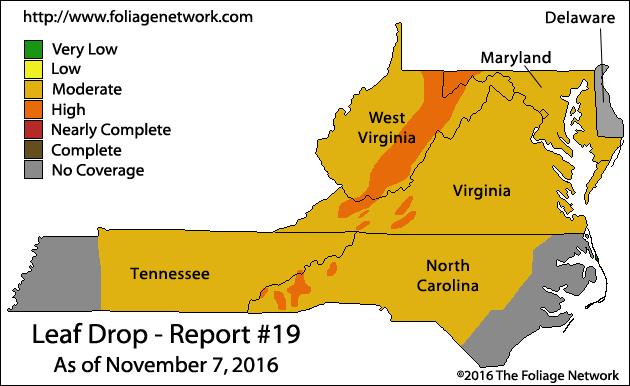 http://www.foliagenetwork.com
Delaware
Very Low
Low
Moderate
High
Nearly Complete
Complete
No Coverage
Maryland
West
Virginia
Virginia
Tennessee
North
Carolina
Leaf Drop - Report #19
As of November 7, 2016
©2016 The Foliage Network